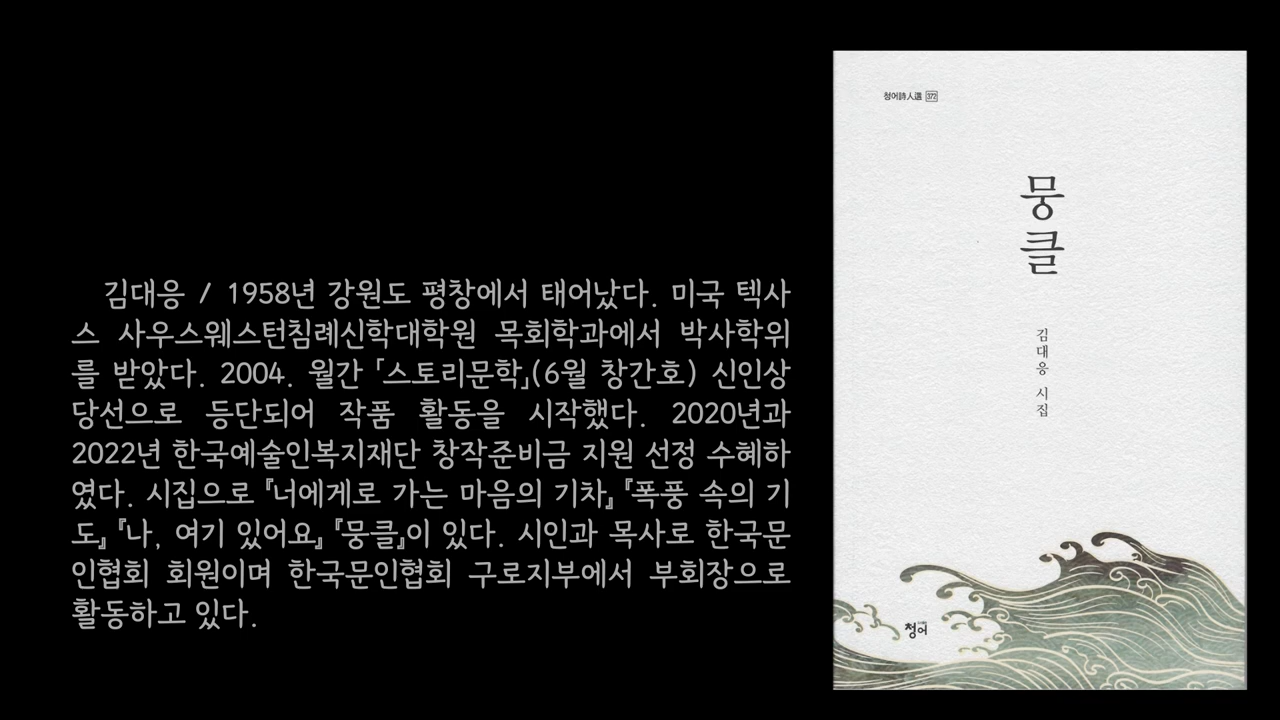 김대응 / 1958년 강원도 평창에서 태어났다. 미국 텍사
스 사우스웨스턴침례신학대학원 목회학과에서 박사학위
를 받았다. 2004. 월간 「스토리문학」(6월 창간호) 신인상
당선으로 등단되어 작품 활동을 시작했다. 2020년과
2022년 한국예술인복지재단 창작준비금 지원 선정 수혜하
였다. 시집으로 『너에게로 가는 마음의 기차』 『폭풍 속의 기
도』 『나, 여기 있어요』 『뭉클』이 있다. 시인과 목사로 한국문
인협회 회원이며 한국문인협회 구로지부에서 부회장으로
활동하고 있다.
청어詩人選 372
뭉클
김대응 시집
청어